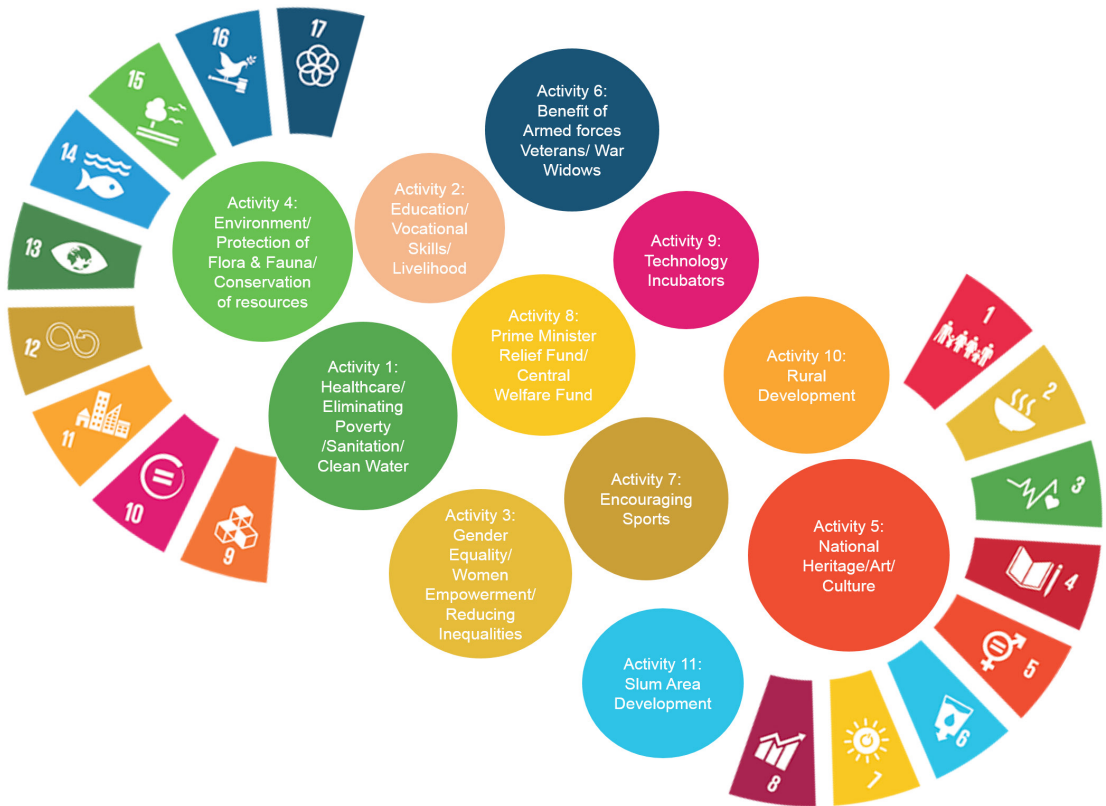 17
16
15
14
13
12
11
10
9
Activity 6:
Benefit of
Armed forces
Veterans/ War
Widows
Activity 4:
Environment/
Protection of
Flora & Fauna/
Conservation
of resources
Activity 2:
Education/
Vocational
Skills/
Livelihood
Activity 9:
Technology
Incubators
Activity 8:
Prime Minister
Relief Fund/
Central
Welfare Fund
Activity 1:
Healthcare/
Eliminating
Poverty
/Sanitation/
Clean Water
Activity 10:
Rural
Development
Activity 7:
Encouraging
Sports
Activity 3:
Gender
Equality/
Women
Empowerment/
Reducing
Inequalities
Activity 5:
National
Heritage/Art/
Culture
Activity 11:
Slum Area
Development
1
2
3
4
5
6
7
8